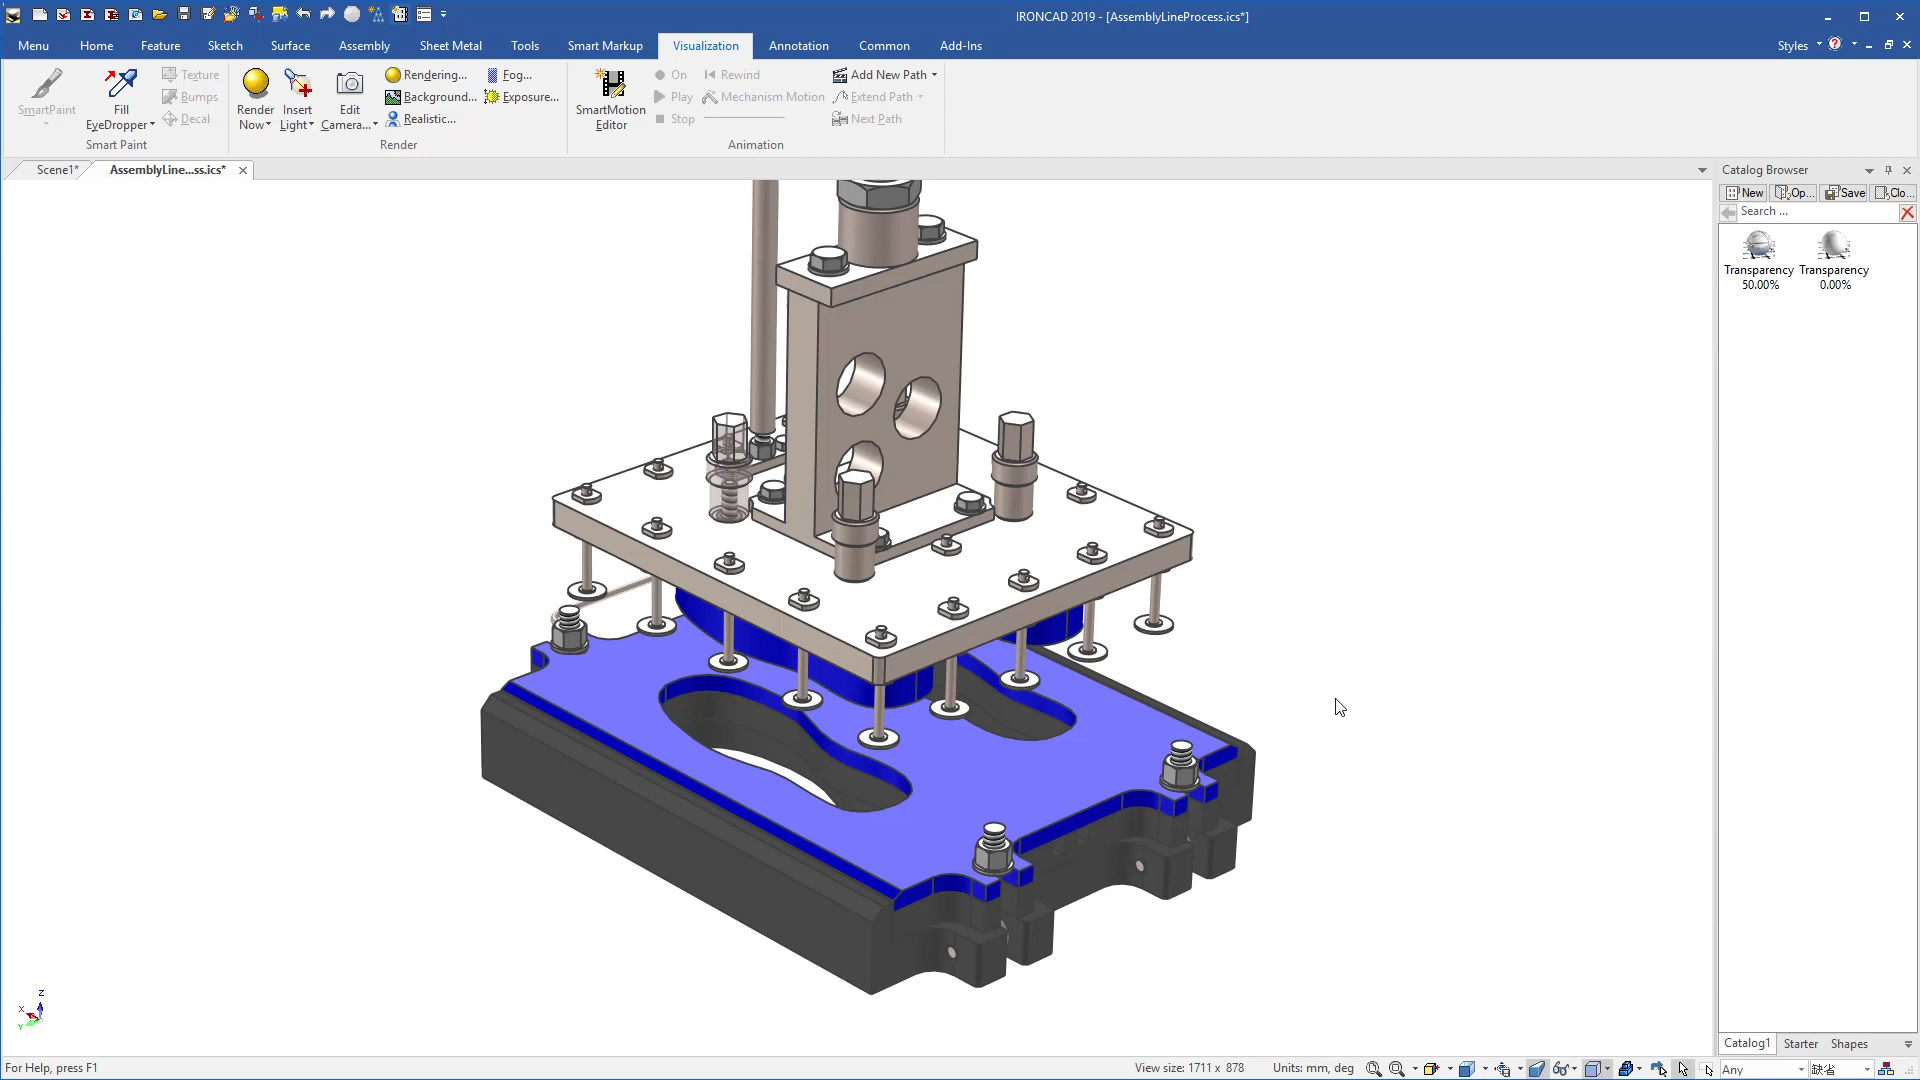 IRONCAD 2019 - [AssemblyLineProcess.ics*]
Menu Home Feature Sketch Surface Assembly Sheet Metal Tools Smart Markup Visualization Annotation Common Add-Ins Styles
SmartPaint
Fill
EyeDropper
Texture
Bumps
Decal
Smart Paint
Render
Now
Insert
Light
Edit
Camera...
Rendering...
Background...
Realistic...
Fog...
Exposure...
Render
SmartMotion
Editor
On Rewind
Play Mechanism Motion
Stop
Add New Path
Extend Path
Next Path
Animation
Scene1* AssemblyLine...ss.ics*
Catalog Browser
New Op... Save Clo...
Search ...
Transparency
50.00%
Transparency
0.00%
Z
X
Y
Catalog1 Starter Shapes
For Help, press F1
View size: 1711 x 878 Units: mm, deg Any 缺省